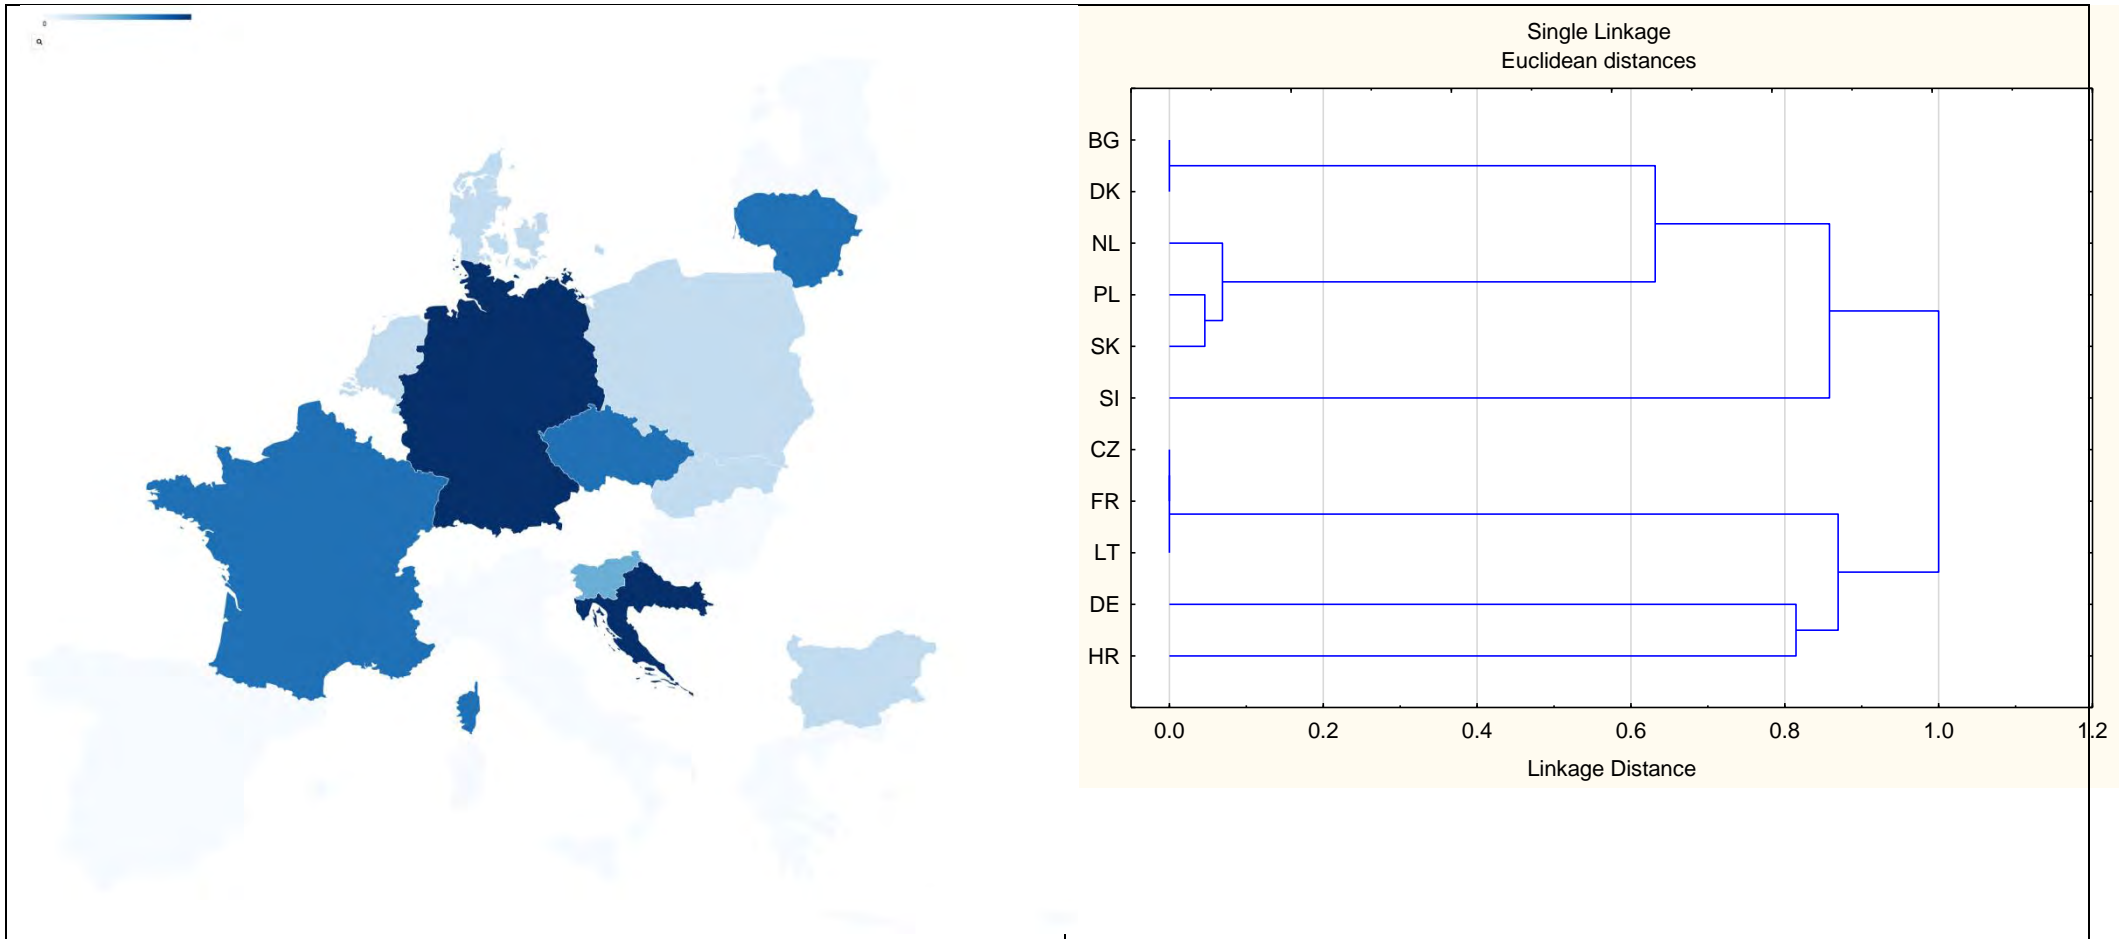 0
Single Linkage
Euclidean distances
BG
DK
NL
PL
SK
SI
CZ
FR
LT
DE
HR
0.0 0.2 0.4 0.6 0.8 1.0 1.2
Linkage Distance